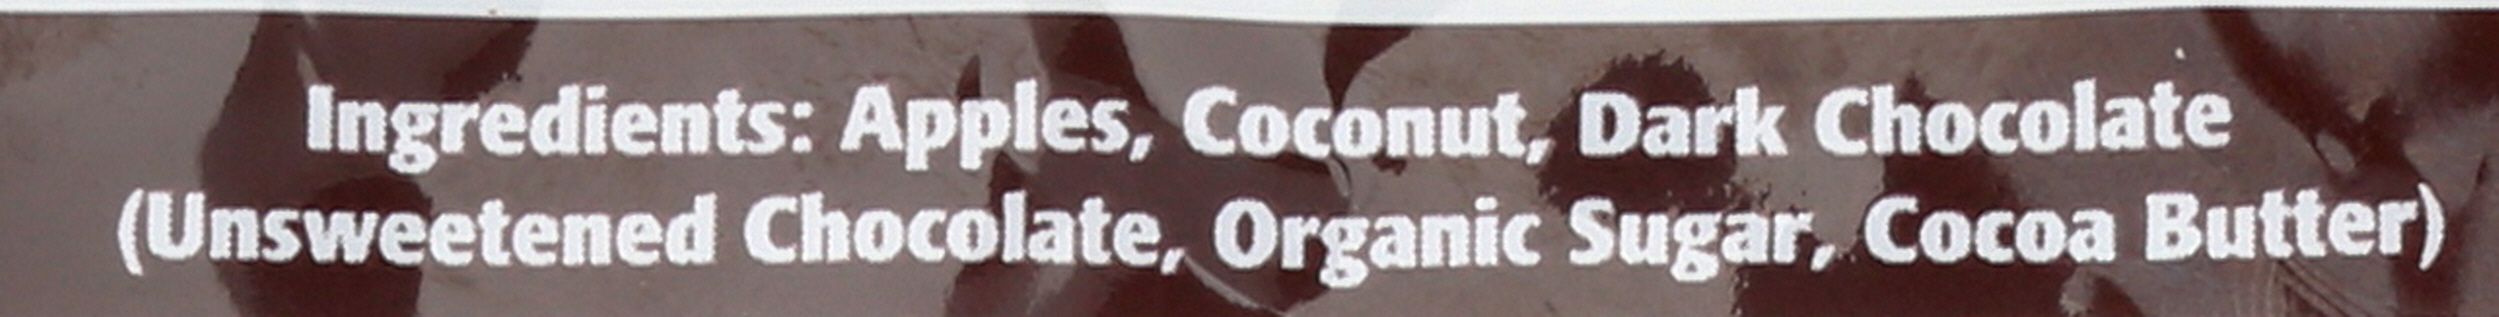 Ingredients: Apples, Coconut, Dark Chocolate
(Unsweetened Chocolate, Organic Sugar, Cocoa Butter)